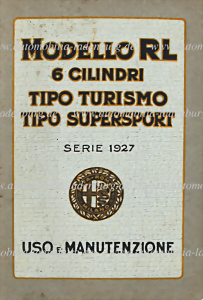 MODELLO RL
6 CILINDRI
TIPO TURISMO
TIPO SUPERSPORT
SERIE 1927
USO E MANUTENZIONE